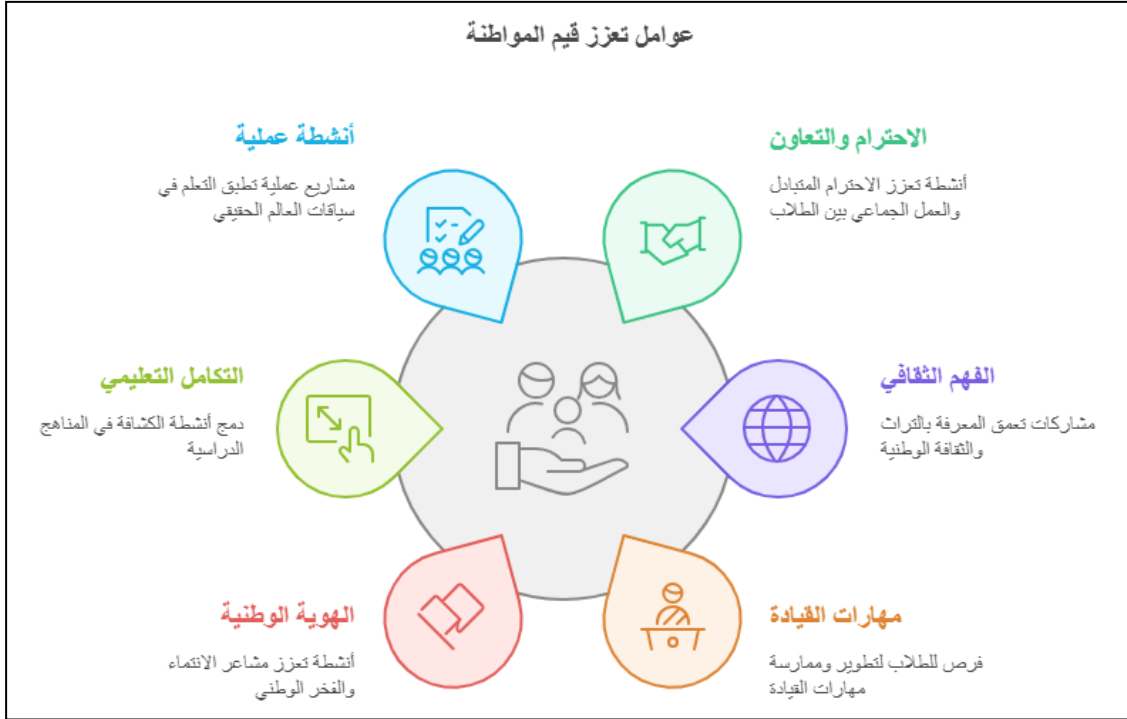 عوامل تعزز قيم المواطنة
الاحترام والتعاون
أنشطة تعزز الاحترام المتبادل
والعمل الجماعي بين الطلاب
أنشطة عملية
مشاريع عملية تطبق التعلم في
سياقات العالم الحقيقي
الفهم الثقافي
مشاركات تعمق المعرفة بالتراث
والثقافة الوطنية
التكامل التعليمي
دمج أنشطة الكشافة في المناهج
الدراسية
مهارات القيادة
فرص للطلاب لتطوير وممارسة
مهارات القيادة
الهوية الوطنية
أنشطة تعزز مشاعر الانتماء
والفخر الوطني